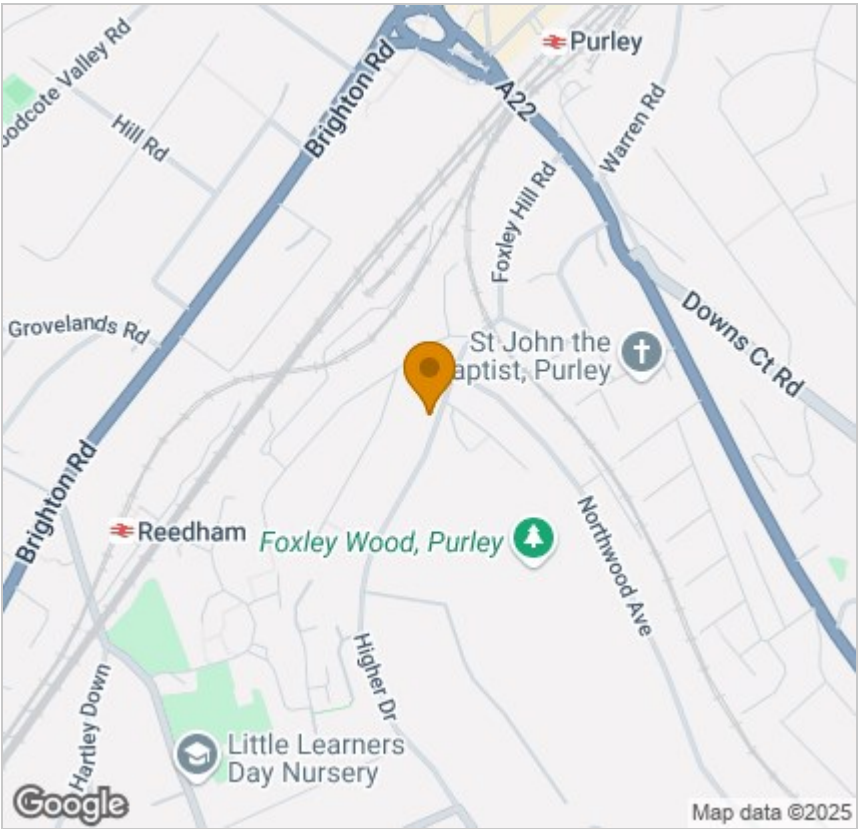 Purley
oodcote Valley Rd
Hill Rd
Brighton Rd
A22
Warren Rd
Foxley Hill Rd
Grovelands Rd
St John the
aptist, Purley
Downs Ct Rd
Brighton Rd
Reedham
Foxley Wood, Purley
Northwood Ave
Higher Dr
Hartley Down
Little Learners
Day Nursery
Google
Map data ©2025